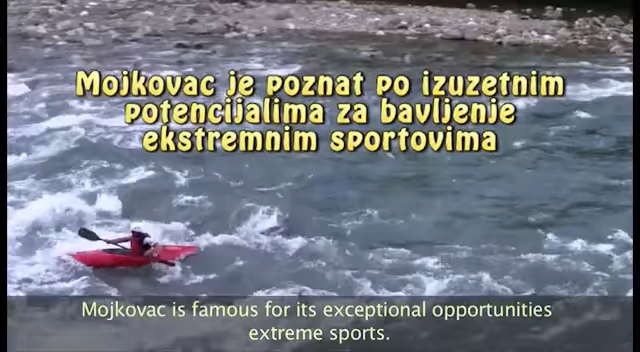 Mojkovac je poznat po izuzetnim
potencijalima za bavljenje
ekstremnim sportovima
Mojkovac is famous for its exceptional opportunities
extreme sports.